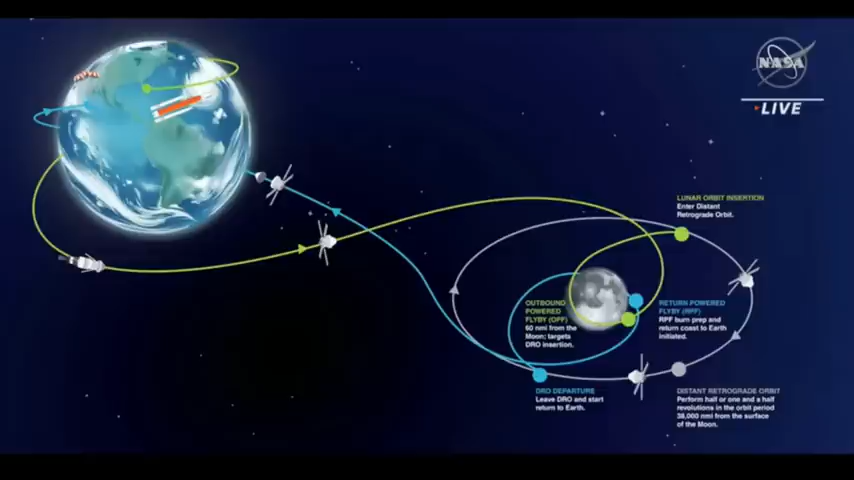 NASA
LIVE
LUNAR ORBIT INSERTION
Enter Distant
Retrograde Orbit.
OUTBOUND
POWERED
FLYBY (OPF)
60 nmi from the
Moon; targets
DRO insertion.
RETURN POWERED
FLYBY (RPF)
RPF burn prep and
return coast to Earth
initiated.
DRO DEPARTURE
Leave DRO and start
return to Earth.
DISTANT RETROGRADE ORBIT
Perform half or one and a half
revolutions in the orbit period
38,000 nmi from the surface
of the Moon.